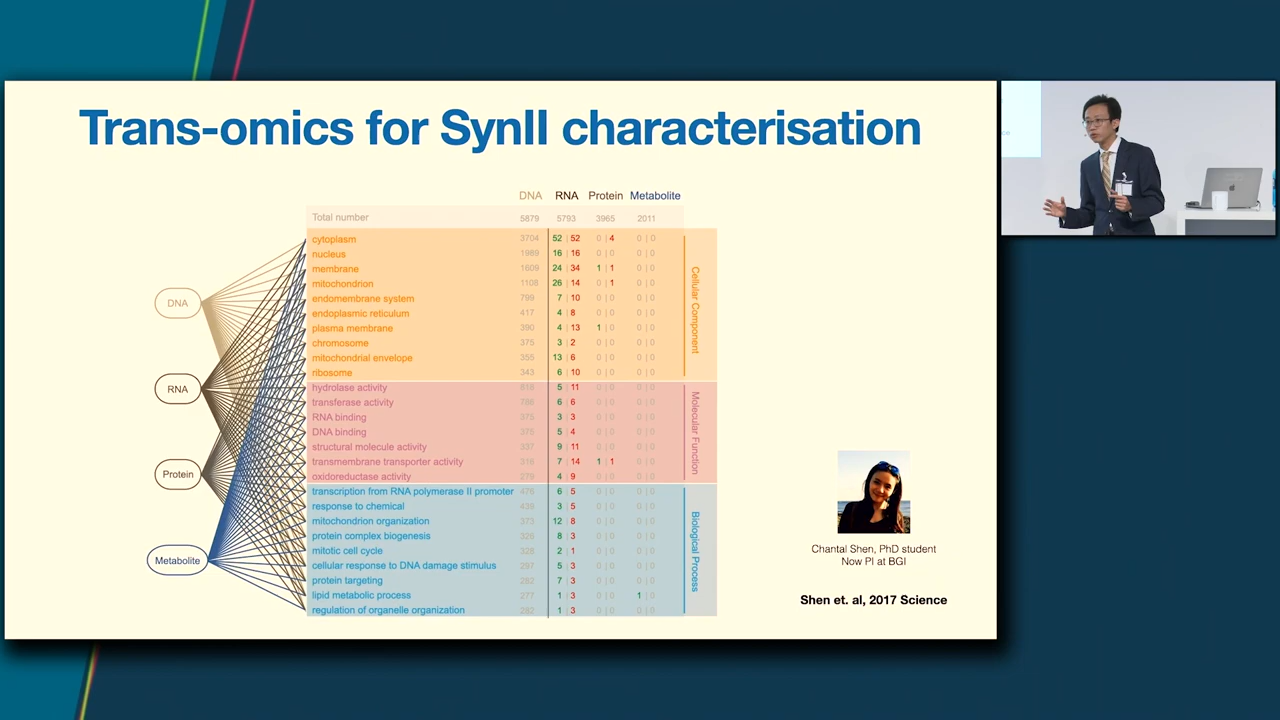 Trans-omics for SynII characterisation
DNA RNA Protein Metabolite
Total number 5879 5793 3965 2011
cytoplasm 3704 52 | 52 0 | 4 0 | 0
nucleus 1989 16 | 16 0 | 0 0 | 0
membrane 1609 24 | 34 1 | 1 0 | 0
mitochondrion 1108 26 | 14 0 | 1 0 | 0
endomembrane system 799 7 | 10 0 | 0 0 | 0
endoplasmic reticulum 417 4 | 8 0 | 0 0 | 0
plasma membrane 390 4 | 13 1 | 0 0 | 0
chromosome 375 3 | 2 0 | 0 0 | 0
mitochondrial envelope 355 13 | 6 0 | 0 0 | 0
ribosome 343 6 | 10 0 | 0 0 | 0
Cellular Component
hydrolase activity 818 5 | 11 0 | 0 0 | 0
transferase activity 786 6 | 6 0 | 0 0 | 0
RNA binding 375 3 | 3 0 | 0 0 | 0
DNA binding 375 5 | 4 0 | 0 0 | 0
structural molecule activity 337 9 | 11 0 | 0 0 | 0
transmembrane transporter activity 316 7 | 14 1 | 1 0 | 0
oxidoreductase activity 279 4 | 9 0 | 0 0 | 0
Molecular Function
transcription from RNA polymerase II promoter 476 6 | 5 0 | 0 0 | 0
response to chemical 438 3 | 5 0 | 0 0 | 0
mitochondrion organization 373 12 | 8 0 | 0 0 | 0
protein complex biogenesis 320 8 | 3 0 | 0 0 | 0
mitotic cell cycle 328 2 | 1 0 | 0 0 | 0
cellular response to DNA damage stimulus 297 5 | 3 0 | 0 0 | 0
protein targeting 282 7 | 3 0 | 0 0 | 0
lipid metabolic process 277 1 | 3 0 | 0 1 | 0
regulation of organelle organization 262 1 | 3 0 | 0 0 | 0
Biological Process
DNA
RNA
Protein
Metabolite
Chantal Shen, PhD student
Now PI at BGI
Shen et. al, 2017 Science